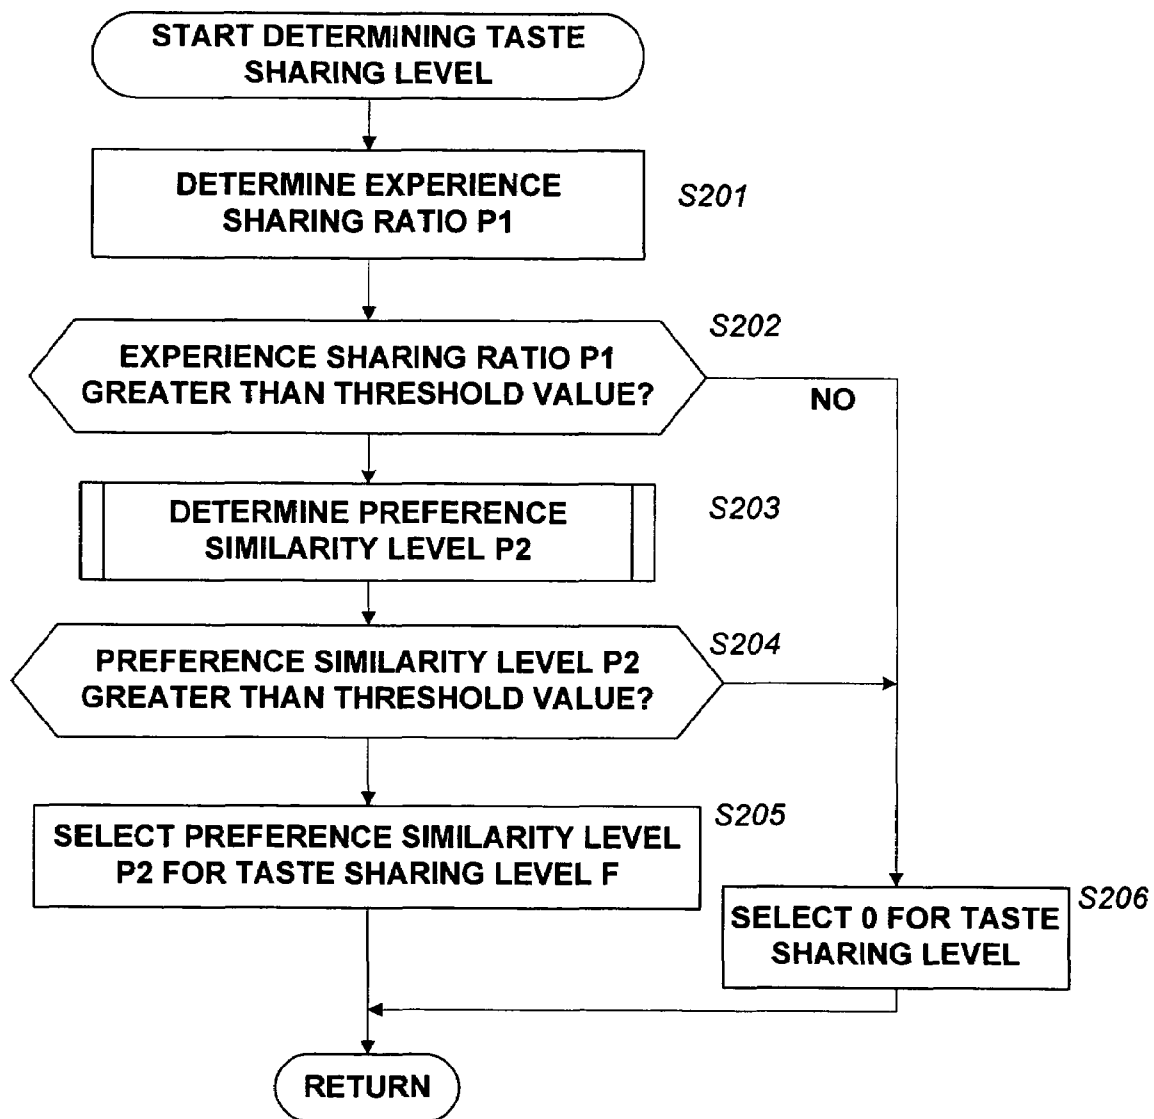 START DETERMINING TASTE
SHARING LEVEL
DETERMINE EXPERIENCE
SHARING RATIO P1
S201
S202
EXPERIENCE SHARING RATIO P1
GREATER THAN THRESHOLD VALUE?
NO
DETERMINE PREFERENCE
SIMILARITY LEVEL P2
S203
S204
PREFERENCE SIMILARITY LEVEL P2
GREATER THAN THRESHOLD VALUE?
S205
SELECT PREFERENCE SIMILARITY LEVEL
P2 FOR TASTE SHARING LEVEL F
S206
SELECT 0 FOR TASTE
SHARING LEVEL
RETURN